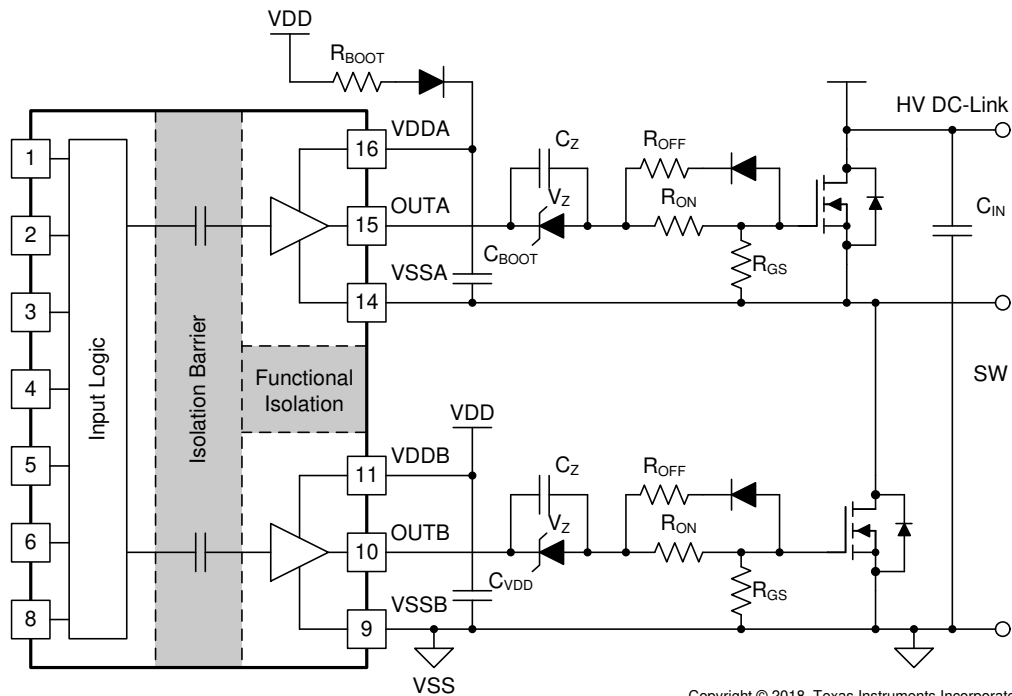 VDD
RBOOT
1
2
3
4
5
6
8
Input Logic
Isolation Barrier
Functional
Isolation
16
VDDA
15
OUTA
VSSA
14
CBOOT
CZ
VZ
ROFF
RON
RGS
HV DC-Link
CIN
SW
VDD
11
VDDB
10
OUTB
CVDD
VSSB
9
VSS
CZ
VZ
ROFF
RON
RGS
Copyright © 2018, Texas Instruments